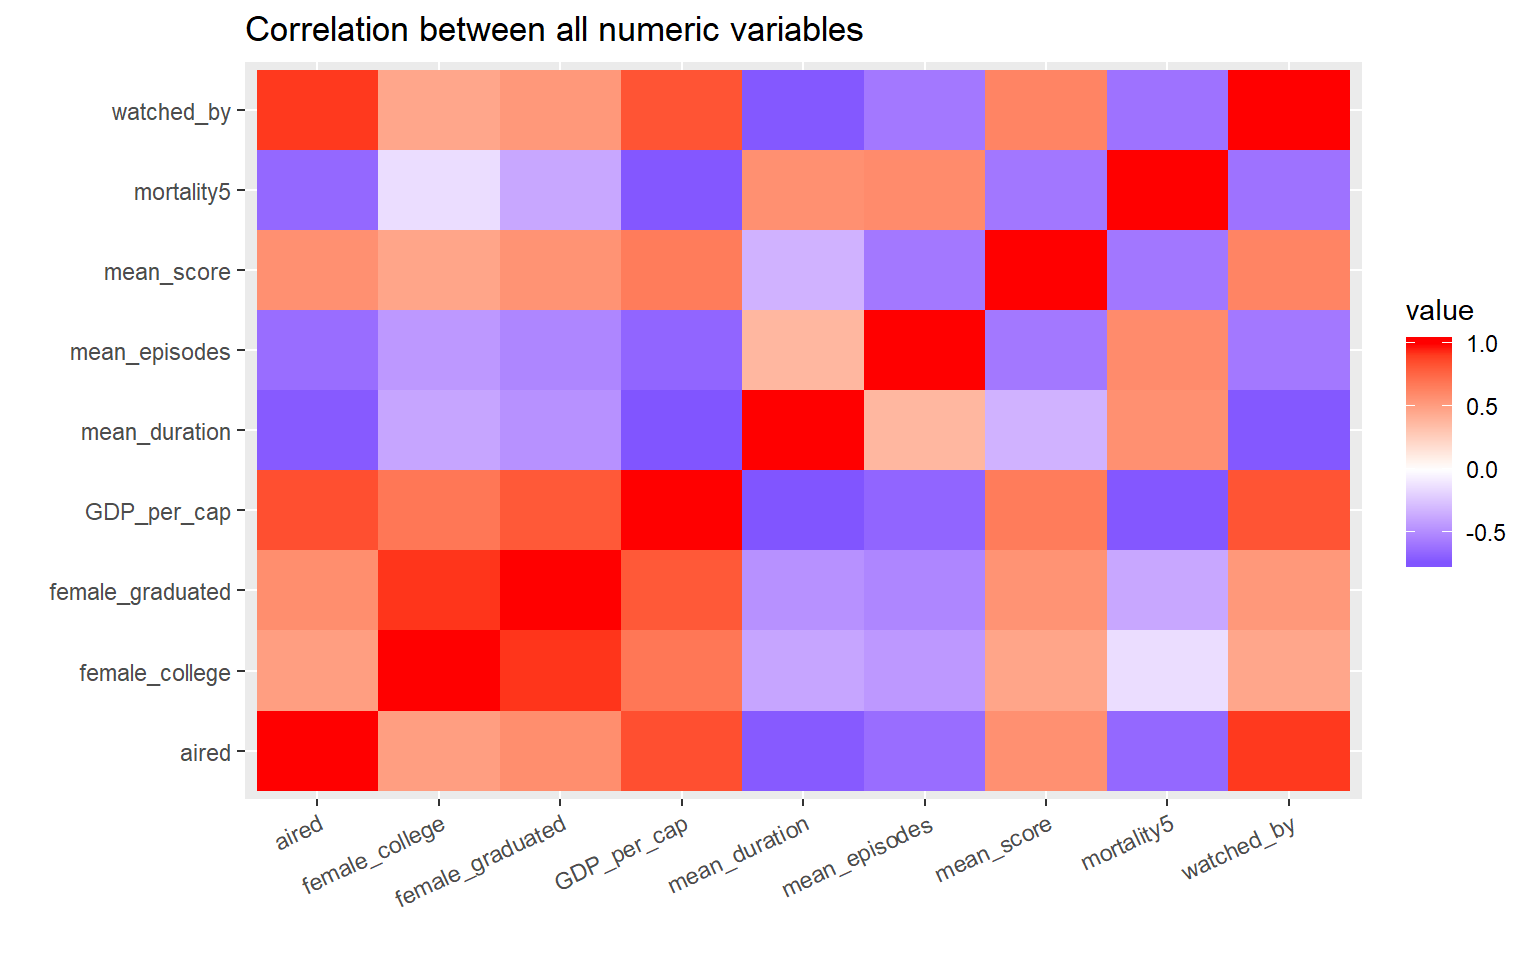 Correlation between all numeric variables
watched_by
mortality5
mean_score
mean_episodes
mean_duration
GDP_per_cap
female_graduated
female_college
aired
aired
female_college
female_graduated
GDP_per_cap
mean_duration
mean_episodes
mean_score
mortality5
watched_by
value
1.0
0.5
0.0
-0.5